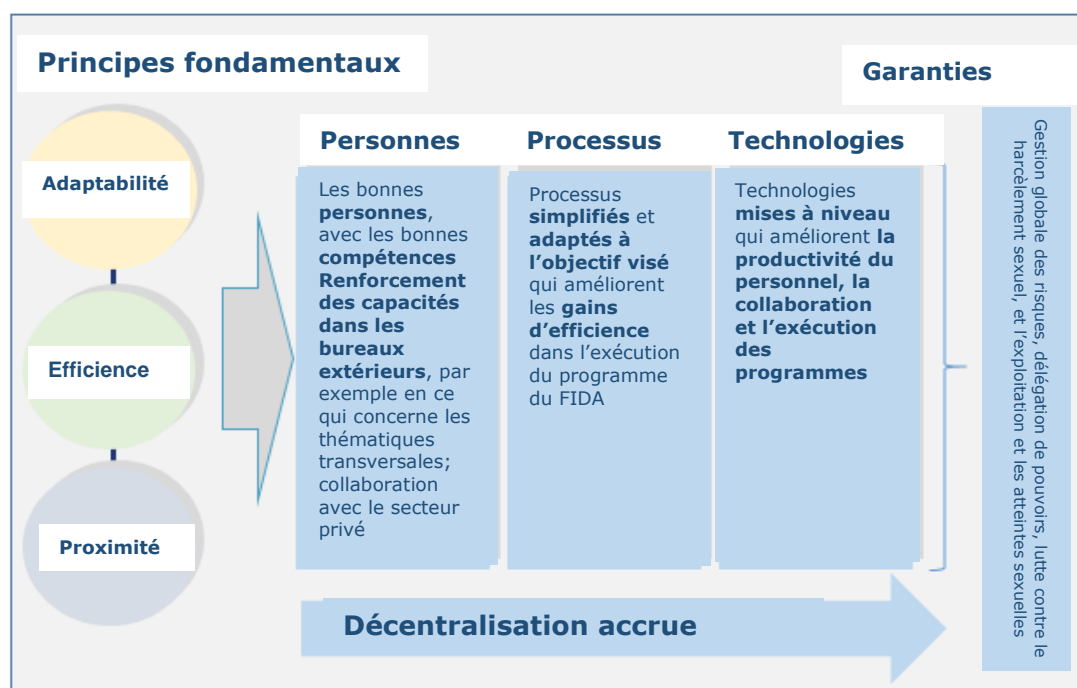 Principes fondamentaux
Garanties
Adaptabilité
Efficience
Proximité
Personnes
Les bonnes
personnes,
avec les bonnes
compétences
Renforcement
des capacités
dans les
bureaux
extérieurs, par
exemple en ce
qui concerne les
thématiques
transversales;
collaboration
avec le secteur
privé
Processus
Processus
simplifiés et
adaptés à
l’objectif visé
qui améliorent
les gains
d’efficience
dans l’exécution
du programme
du FIDA
Technologies
Technologies
mises à niveau
qui améliorent la
productivité du
personnel, la
collaboration
et l’exécution
des
programmes
Décentralisation accrue
Gestion globale des risques, délégation de pouvoirs, lutte contre le
harcèlement sexuel, et l’exploitation et les atteintes sexuelles